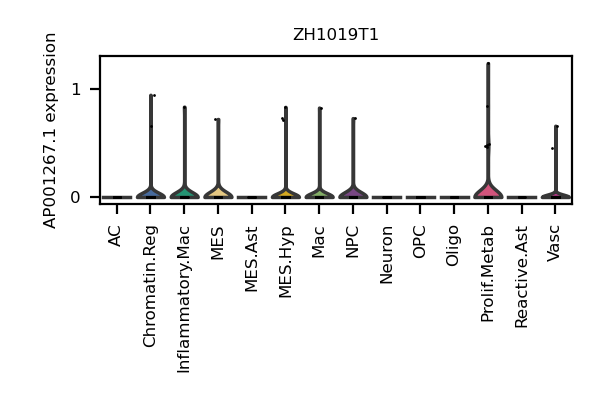 ZH1019T1
AP001267.1 expression
1
0
AC
Chromatin.Reg
Inflammatory.Mac
MES
MES.Ast
MES.Hyp
Mac
NPC
Neuron
OPC
Oligo
Prolif.Metab
Reactive.Ast
Vasc